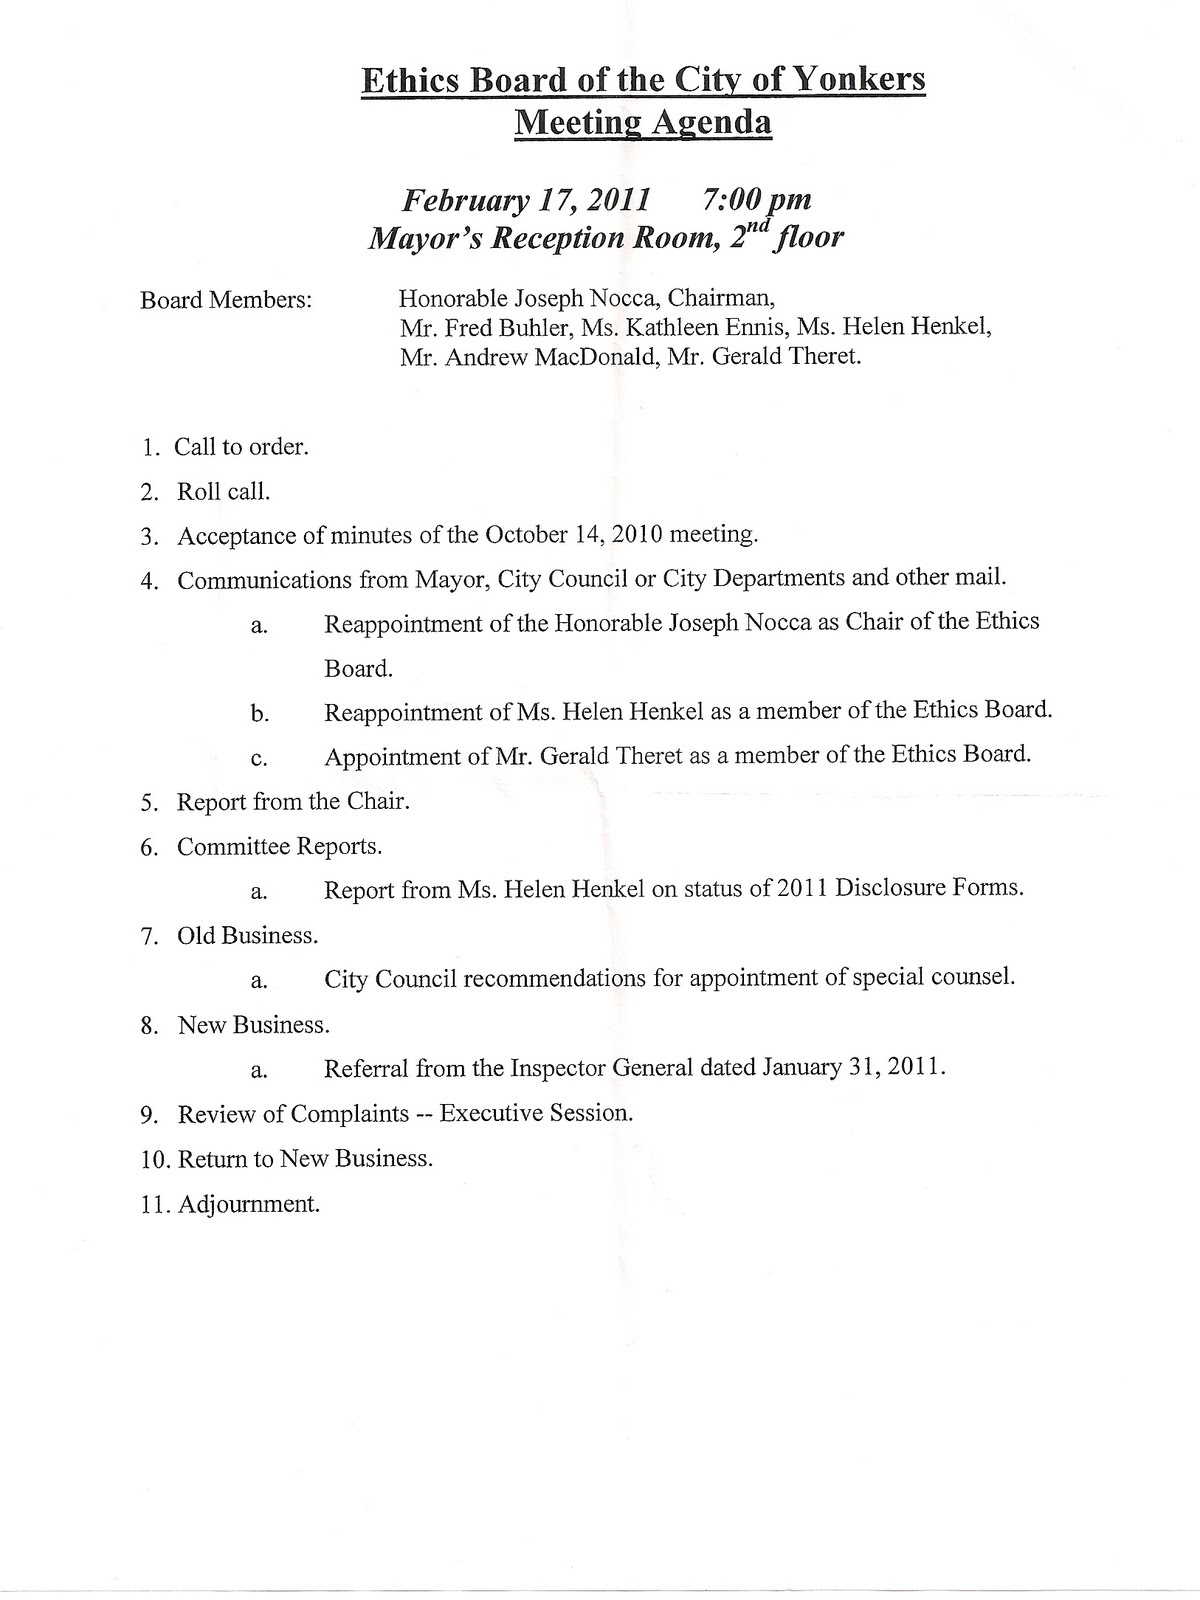 Ethics Board of the City of Yonkers
Meeting Agenda
February 17, 2011 7:00 pm
Mayor's Reception Room, 2nd floor
Board Members: Honorable Joseph Nocca, Chairman,
Mr. Fred Buhler, Ms. Kathleen Ennis, Ms. Helen Henkel,
Mr. Andrew MacDonald, Mr. Gerald Theret.
1. Call to order.
2. Roll call.
3. Acceptance of minutes of the October 14, 2010 meeting.
4. Communications from Mayor, City Council or City Departments and other mail.
a. Reappointment of the Honorable Joseph Nocca as Chair of the Ethics
Board.
b. Reappointment of Ms. Helen Henkel as a member of the Ethics Board.
c. Appointment of Mr. Gerald Theret as a member of the Ethics Board.
5. Report from the Chair.
6. Committee Reports.
a. Report from Ms. Helen Henkel on status of 2011 Disclosure Forms.
7. Old Business.
a. City Council recommendations for appointment of special counsel.
8. New Business.
a. Referral from the Inspector General dated January 31, 2011.
9. Review of Complaints -- Executive Session.
10. Return to New Business.
11. Adjournment.